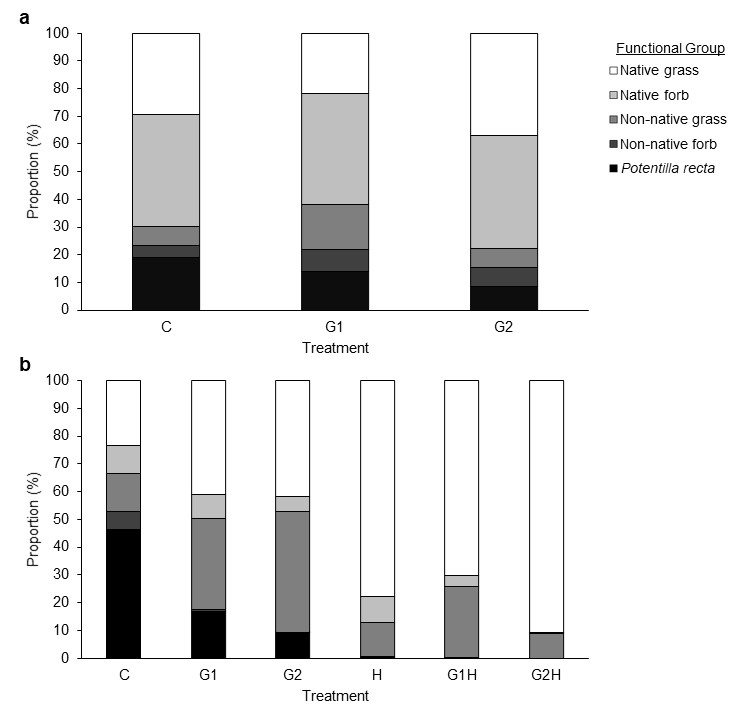 a
100
90
80
70
60
50
40
30
20
10
0
Proportion (%)
C G1 G2
Treatment
Functional Group
Native grass
Native forb
Non-native grass
Non-native forb
Potentilla recta
b
100
90
80
70
60
50
40
30
20
10
0
Proportion (%)
C G1 G2 H G1H G2H
Treatment